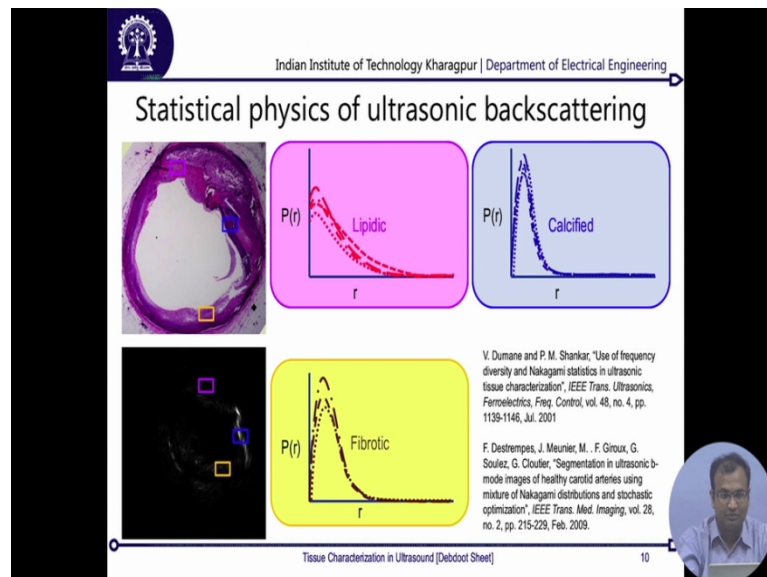 Indian Institute of Technology Kharagpur | Department of Electrical Engineering
Statistical physics of ultrasonic backscattering
P(r)
Lipidic
r
P(r)
Calcified
r
P(r)
Fibrotic
r
V. Dumane and P. M. Shankar, "Use of frequency
diversity and Nakagami statistics in ultrasonic
tissue characterization", IEEE Trans. Ultrasonics,
Ferroelectrics, Freq. Control, vol. 48, no. 4, pp.
1139-1146, Jul. 2001
F. Destrempes, J. Meunier, M. . F. Giroux, G.
Soulez, G. Cloutier, "Segmentation in ultrasonic b-
mode images of healthy carotid arteries using
mixture of Nakagami distributions and stochastic
optimization", IEEE Trans. Med. Imaging, vol. 28,
no. 2, pp. 215-229, Feb. 2009.
Tissue Characterization in Ultrasound [Debdoot Sheet]
10